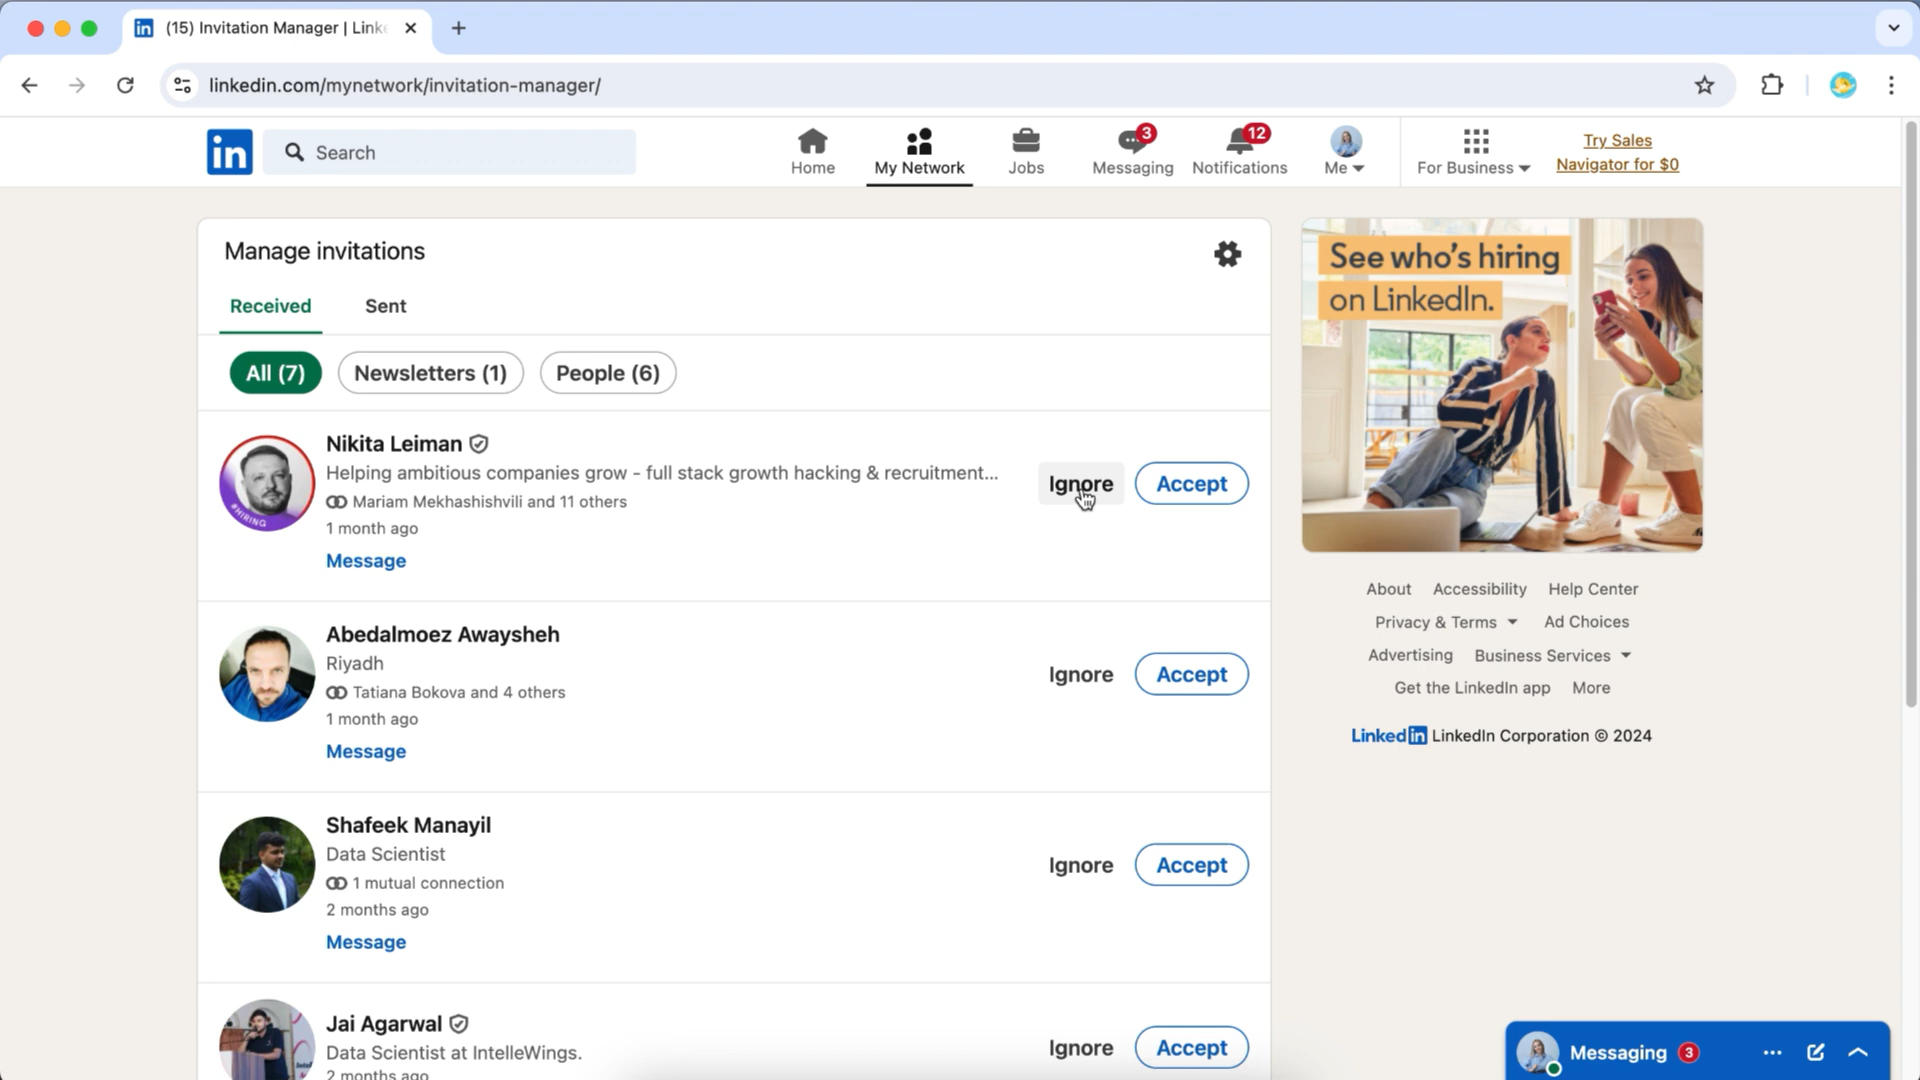 (15) Invitation Manager | Link
linkedin.com/mynetwork/invitation-manager/
in
Search
Home
My Network
Jobs
3
Messaging
12
Notifications
Me
For Business
Try Sales
Navigator for $0
Manage invitations
Received
Sent
All (7)
Newsletters (1)
People (6)
Nikita Leiman
Helping ambitious companies grow - full stack growth hacking & recruitment...
Mariam Mekhashishvili and 11 others
1 month ago
Message
#HIRING
Ignore
Accept
Abedalmoez Awaysheh
Riyadh
Tatiana Bokova and 4 others
1 month ago
Message
Ignore
Accept
Shafeek Manayil
Data Scientist
1 mutual connection
2 months ago
Message
Ignore
Accept
Jai Agarwal
Data Scientist at IntelleWings.
2 months ago
Ignore
Accept
See who's hiring
on LinkedIn.
About Accessibility Help Center
Privacy & Terms Ad Choices
Advertising Business Services
Get the LinkedIn app More
Linkedin LinkedIn Corporation © 2024
Messaging 3